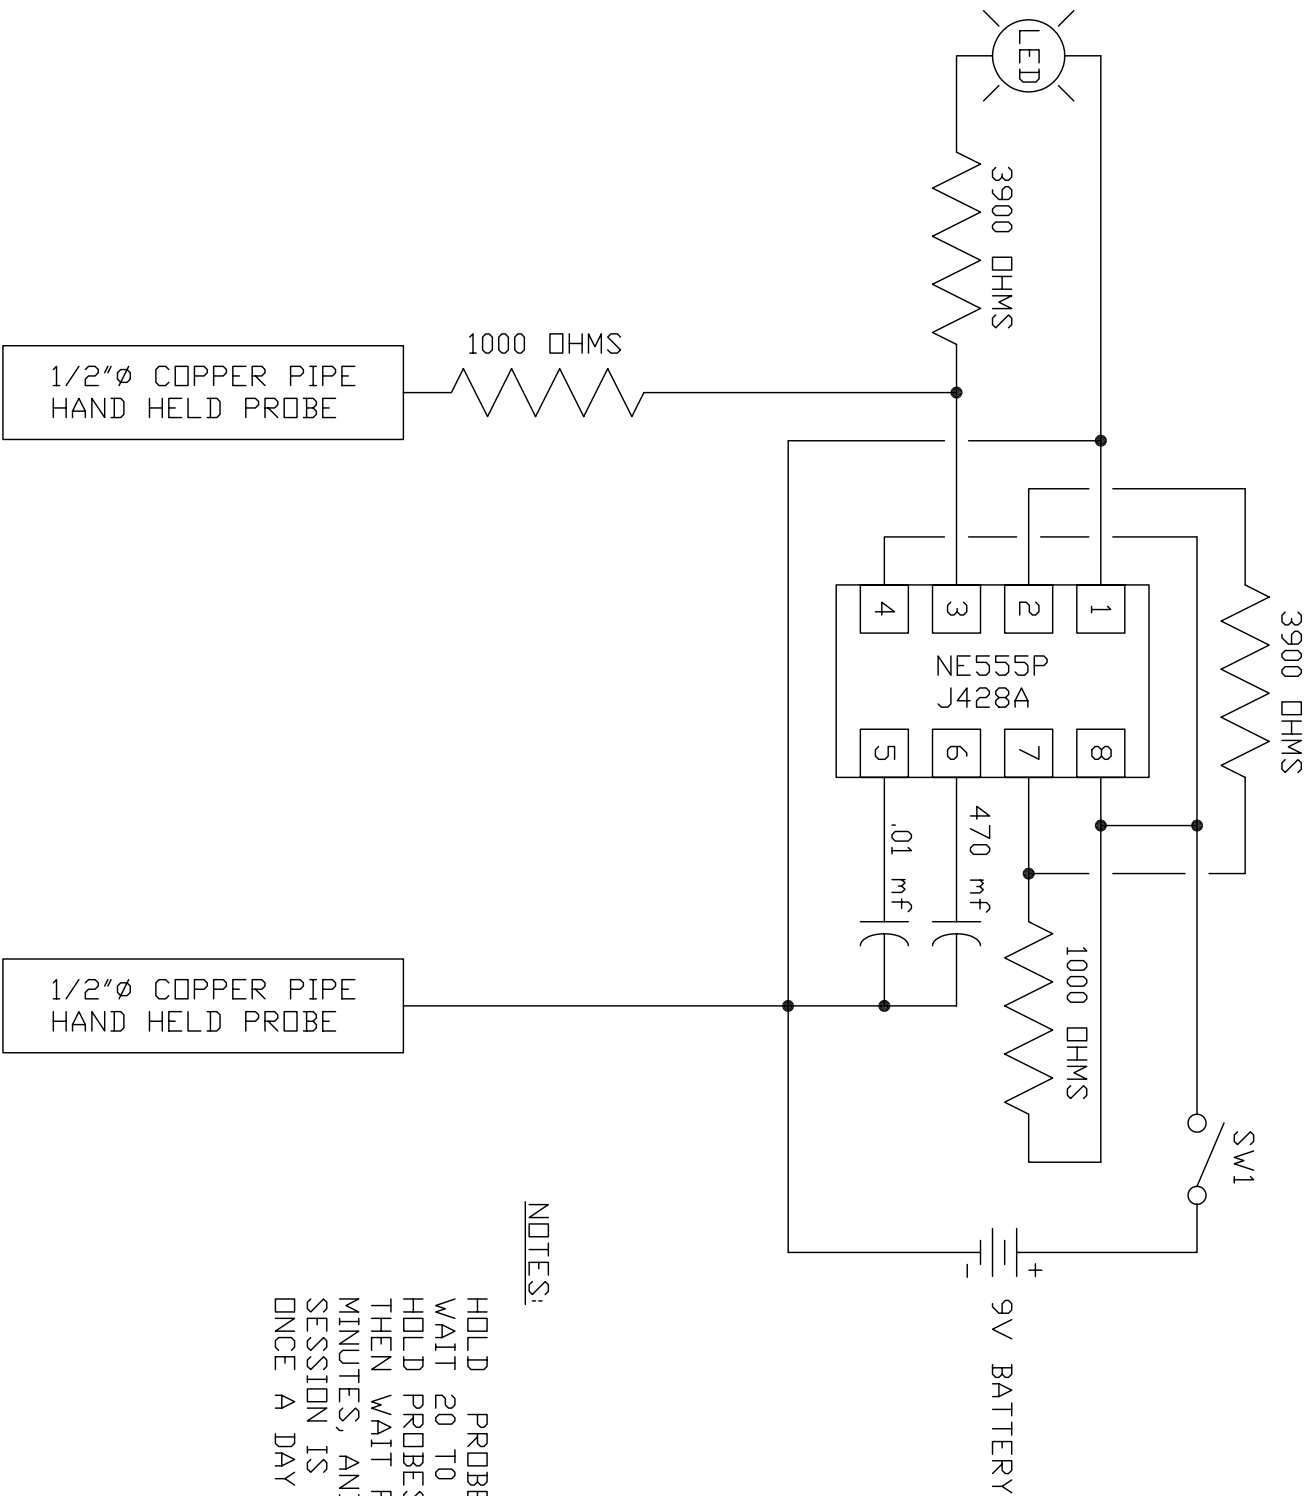 LED
3900 OHMS
1000 OHMS
1/2"Ø COPPER PIPE
HAND HELD PROBE
3900 OHMS
1
2
3
4
NE555P
J428A
8
7
6
5
470 mf
.01 mf
1000 OHMS
1/2"Ø COPPER PIPE
HAND HELD PROBE
SW1
+
-
9V BATTERY
NOTES:
HOLD PROBE
WAIT 20 TO
HOLD PROBES
THEN WAIT
MINUTES,
SESSION IS
ONCE A DAY